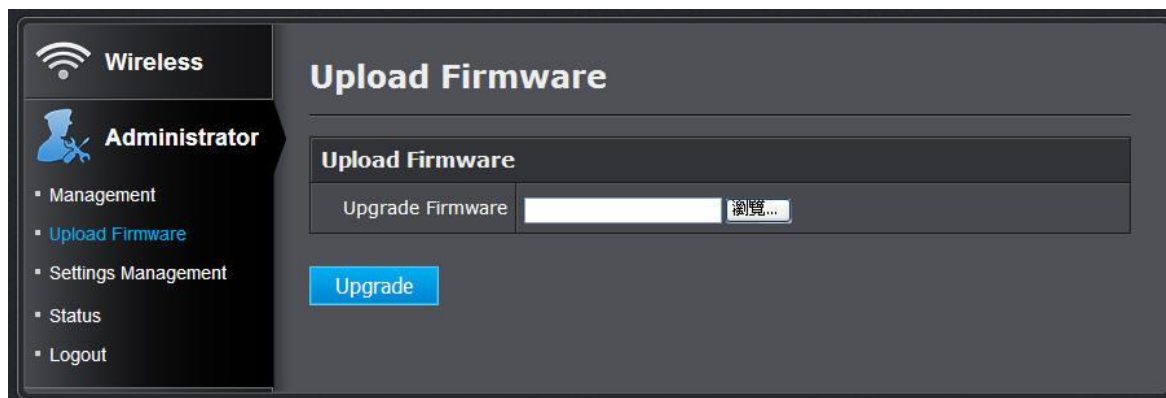 Wireless
Administrator
Management
Upload Firmware
Settings Management
Status
Logout
Upload Firmware
Upload Firmware
Upgrade Firmware
瀏覽...
Upgrade